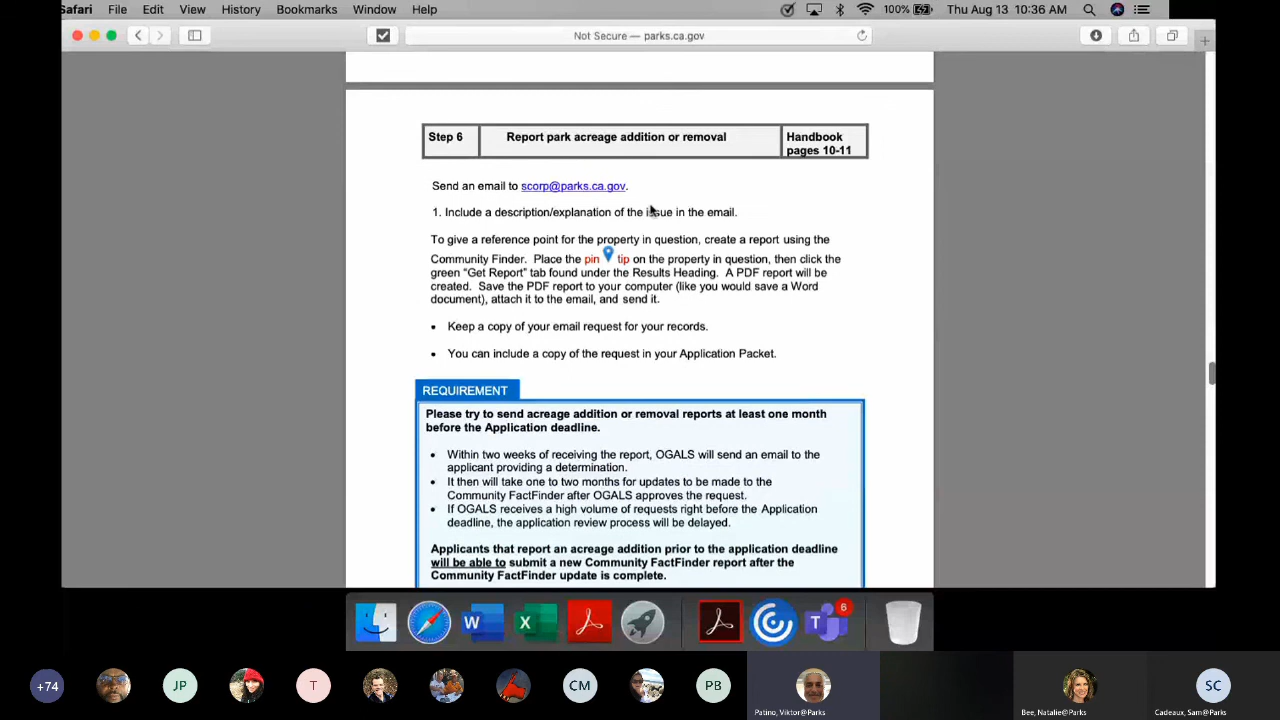 Safari File Edit View History Bookmarks Window Help 100% Thu Aug 13 10:36 AM
Not Secure — parks.ca.gov
Step 6 Report park acreage addition or removal Handbook
pages 10-11
Send an email to scorp@parks.ca.gov.
1. Include a description/explanation of the issue in the email.
To give a reference point for the property in question, create a report using the
Community Finder. Place the pin tip on the property in question, then click the
green “Get Report” tab found under the Results Heading. A PDF report will be
created. Save the PDF report to your computer (like you would save a Word
document), attach it to the email, and send it.
• Keep a copy of your email request for your records.
• You can include a copy of the request in your Application Packet.
REQUIREMENT
Please try to send acreage addition or removal reports at least one month
before the Application deadline.
• Within two weeks of receiving the report, OGALS will send an email to the
applicant providing a determination.
• It then will take one to two months for updates to be made to the
Community FactFinder after OGALS approves the request.
• If OGALS receives a high volume of requests right before the Application
deadline, the application review process will be delayed.
Applicants that report an acreage addition prior to the application deadline
will be able to submit a new Community FactFinder report after the
Community FactFinder update is complete.
W X T 6
+74 JP T CM PB SC
Patino, Viktor@Parks Bee, Natalie@Parks Cadeaux, Sam@Parks